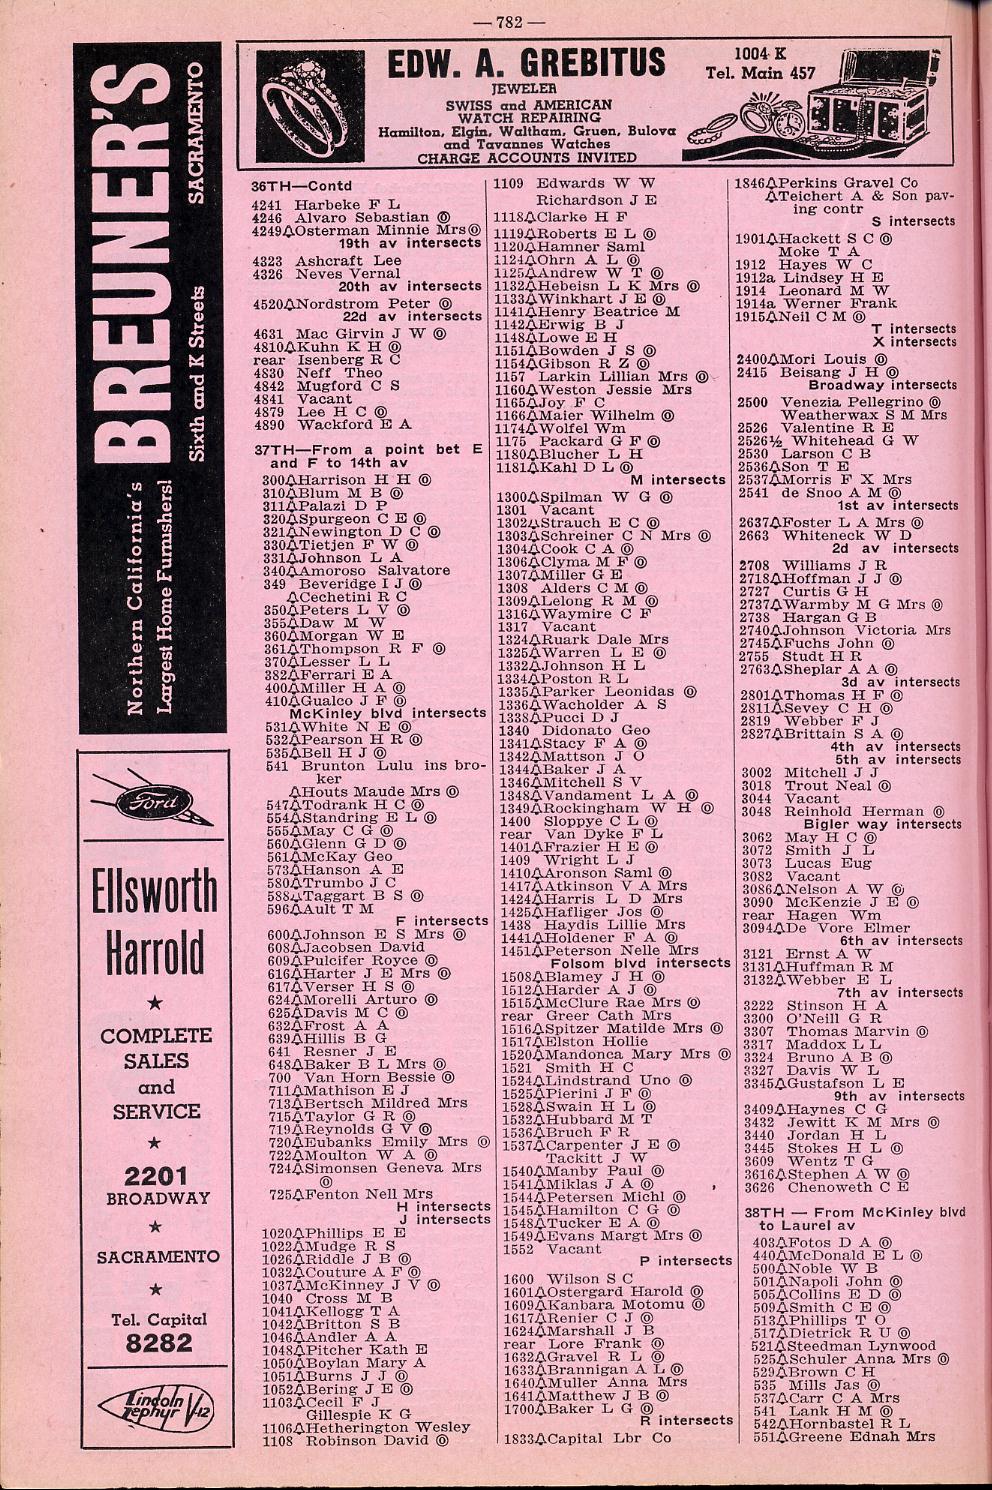 — 782 —
BREUNER'S
Northern California's
Largest Home Furnishers!
Sixth and K Streets
SACRAMENTO
EDW. A. GREBITUS
JEWELER
SWISS and AMERICAN
WATCH REPAIRING
Hamilton, Elgin, Waltham, Gruen, Bulova
and Tavannes Watches
CHARGE ACCOUNTS INVITED
1004 K
Tel. Main 457
Ford
Ellsworth
Harrold
★
COMPLETE
SALES
and
SERVICE
★
2201
BROADWAY
★
SACRAMENTO
★
Tel. Capital
8282
Lincoln
Zephyr V-12
36TH—Contd
4241 Harbeke F L
4246 Alvaro Sebastian ⓞ
4249△Osterman Minnie Mrs ⓞ
19th av intersects
4323 Ashcraft Lee
4326 Neves Vernal
20th av intersects
4520△Nordstrom Peter ⓞ
22d av intersects
4631 Mac Girvin J W ⓞ
4810△Kuhn K H ⓞ
rear Isenberg R C
4830 Neff Theo
4842 Mugford C S
4841 Vacant
4879 Lee H C ⓞ
4890 Wackford E A
37TH—From a point bet E
and F to 14th av
300△Harrison H H ⓞ
310△Blum M B ⓞ
311△Palazi D P
320△Spurgeon C E ⓞ
321△Newington D C ⓞ
330△Tietjen F W ⓞ
331△Johnson L A
340△Amoroso Salvatore
349 Beveridge I J ⓞ
△Cechetini R C
350△Peters L V ⓞ
355△Daw M W
360△Morgan W E
361△Thompson R F ⓞ
370△Lesser L L
382△Ferrari E A
400△Miller H A ⓞ
410△Gualco J F ⓞ
McKinley blvd intersects
531△White N E ⓞ
532△Pearson H R ⓞ
535△Bell H J ⓞ
541 Brunton Lulu ins bro-
ker
△Houts Maude Mrs ⓞ
547△Todrank H C ⓞ
554△Standring E L ⓞ
555△May C G ⓞ
560△Glenn G D ⓞ
561△McKay Geo
573△Hanson A E
580△Trumbo J C
588△Taggart B S ⓞ
596△Ault T M
F intersects
600△Johnson E S Mrs ⓞ
608△Jacobsen David
609△Pulcifer Royce ⓞ
616△Harter J E Mrs ⓞ
617△Verser H S ⓞ
624△Morelli Arturo ⓞ
625△Davis M C ⓞ
632△Frost A A
639△Hillis B G
641 Resner J E
648△Baker B L Mrs ⓞ
700 Van Horn Bessie ⓞ
711△Mathison E J
713△Bertsch Mildred Mrs
715△Taylor G R ⓞ
719△Reynolds G V ⓞ
720△Eubanks Emily Mrs ⓞ
722△Moulton W A ⓞ
724△Simonsen Geneva Mrs
ⓞ
725△Fenton Nell Mrs
H intersects
J intersects
1020△Phillips E E
1022△Mudge R S
1026△Riddle J B ⓞ
1032△Couture A F ⓞ
1037△McKinney J V ⓞ
1040 Cross M B
1041△Kellogg T A
1042△Britton S B
1046△Andler A A
1048△Pitcher Kath E
1050△Boylan Mary A
1051△Burns J J ⓞ
1052△Bering J E ⓞ
1103△Cecil F J
Gillespie K G
1106△Hetherington Wesley
1108 Robinson David ⓞ
1109 Edwards W W
Richardson J E
1118△Clarke H F
1119△Roberts E L ⓞ
1120△Hamner Saml
1124△Ohrn A L ⓞ
1125△Andrew W T ⓞ
1132△Hebeisn L K Mrs ⓞ
1133△Winkhart J E ⓞ
1141△Henry Beatrice M
1142△Erwig B J
1148△Lowe E H
1151△Bowden J S ⓞ
1154△Gibson R Z ⓞ
1157 Larkin Lillian Mrs ⓞ
1160△Weston Jessie Mrs
1165△Joy F C
1166△Maier Wilhelm ⓞ
1174△Wolfel Wm
1175 Packard G F ⓞ
1180△Blucher L H
1181△Kahl D L ⓞ
M intersects
1300△Spilman W G ⓞ
1301 Vacant
1302△Strauch E C ⓞ
1303△Schreiner C N Mrs ⓞ
1304△Cook C A ⓞ
1306△Clyma M F ⓞ
1307△Miller G E
1308 Alders C M ⓞ
1309△Lelong R M ⓞ
1316△Waymire C F
1317 Vacant
1324△Ruark Dale Mrs
1325△Warren L E ⓞ
1332△Johnson H L
1334△Poston R L
1335△Parker Leonidas ⓞ
1336△Wacholder A S
1338△Pucci D J
1340 Didonato Geo
1341△Stacy F A ⓞ
1342△Mattson J O
1344△Baker J A
1346△Mitchell S V
1348△Vandament L A ⓞ
1349△Rockingham W H ⓞ
1400 Sloppye C L ⓞ
rear Van Dyke F L
1401△Frazier H E ⓞ
1409 Wright L J
1410△Aronson Saml ⓞ
1417△Atkinson V A Mrs
1424△Harris L D Mrs
1425△Hafliger Jos ⓞ
1438 Haydis Lillie Mrs
1441△Holdener F A ⓞ
1451△Peterson Nelle Mrs
Folsom blvd intersects
1508△Blamey J H ⓞ
1512△Harder A J ⓞ
1515△McClure Rae Mrs ⓞ
rear Greer Cath Mrs
1516△Spitzer Matilde Mrs ⓞ
1517△Elston Hollie
1520△Mandonca Mary Mrs ⓞ
1521 Smith H C
1524△Lindstrand Uno ⓞ
1525△Pierini J F ⓞ
1528△Swain H L ⓞ
1532△Hubbard M T
1536△Bruch F R
1537△Carpenter J E ⓞ
Tackitt J W
1540△Manby Paul ⓞ
1541△Miklas J A ⓞ
1544△Petersen Michl ⓞ
1545△Hamilton C G ⓞ
1548△Tucker E A ⓞ
1549△Evans Margt Mrs ⓞ
1552 Vacant
P intersects
1600 Wilson S C
1601△Ostergard Harold ⓞ
1609△Kanbara Motomu ⓞ
1617△Renier C J ⓞ
1624△Marshall J B
rear Lore Frank ⓞ
1632△Gravel R L ⓞ
1633△Brannigan A L ⓞ
1640△Muller Anna Mrs
1641△Matthew J B ⓞ
1700△Baker L G ⓞ
R intersects
1833△Capital Lbr Co
1846△Perkins Gravel Co
△Teichert A & Son pav-
ing contr
S intersects
1901△Hackett S C ⓞ
Moke T A
1912 Hayes W C
1912a Lindsey H E
1914 Leonard M W
1914a Werner Frank
1915△Neil C M ⓞ
T intersects
X intersects
2400△Mori Louis ⓞ
2415 Beisang J H ⓞ
Broadway intersects
2500 Venezia Pellegrino ⓞ
Weatherwax S M Mrs
2526 Valentine R E
2526½ Whitehead G W
2530 Larson C B
2536△Son T E
2537△Morris F X Mrs
2541 de Snoo A M ⓞ
1st av intersects
2637△Foster L A Mrs ⓞ
2663 Whiteneck W D
2d av intersects
2708 Williams J R
2718△Hoffman J J ⓞ
2727 Curtis G H
2737△Warmby M G Mrs ⓞ
2738 Hargan G B
2740△Johnson Victoria Mrs
2745△Fuchs John ⓞ
2755 Studt H R
2763△Sheplar A A ⓞ
3d av intersects
2801△Thomas H F ⓞ
2811△Sevey C H ⓞ
2819 Webber F J
2827△Brittain S A ⓞ
4th av intersects
5th av intersects
3002 Mitchell J J
3018 Trout Neal ⓞ
3044 Vacant
3048 Reinhold Herman ⓞ
Bigler way intersects
3062 May H C ⓞ
3072 Smith J L
3073 Lucas Eug
3082 Vacant
3086△Nelson A W ⓞ
3090 McKenzie J E ⓞ
rear Hagen Wm
3094△De Vore Elmer
6th av intersects
3121 Ernst A W
3131△Huffman R M
3132△Webber E L
7th av intersects
3222 Stinson H A
3300 O'Neill G R
3307 Thomas Marvin ⓞ
3317 Maddox L L
3324 Bruno A B ⓞ
3327 Davis W L
3345△Gustafson L E
9th av intersects
3409△Haynes C G
3432 Jewitt K M Mrs ⓞ
3440 Jordan H L
3445 Stokes H L ⓞ
3609 Wentz T G
3616△Stephen A W ⓞ
3626 Chenoweth C E
38TH — From McKinley blvd
to Laurel av
403△Fotos D A ⓞ
440△McDonald E L ⓞ
500△Noble W B
501△Napoli John ⓞ
505△Collins E D ⓞ
509△Smith C E ⓞ
513△Phillips T O
517△Dietrick R U ⓞ
521△Steedman Lynwood
525△Schuler Anna Mrs ⓞ
529△Brown C H
535 Mills Jas ⓞ
537△Carr C A Mrs
541 Lank H M ⓞ
542△Hornbastel R L
551△Greene Ednah Mrs